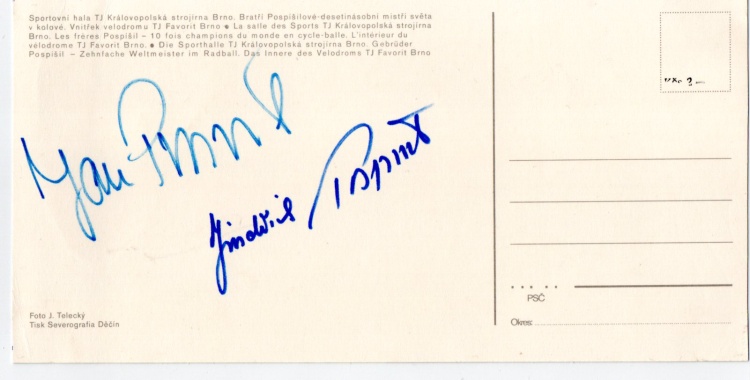 Sportovní hala TJ Královopolská strojírna Brno. Bratři Pospíšilové-desetinásobní mistři světa
v kolové. Vnitřek velodromu TJ Favorit Brno ● La salle des Sports TJ Královopolská strojírna
Brno. Les frères Pospíšil – 10 fois champions du monde en cycle-balle. L'intérieur du
vélodrome TJ Favorit Brno. ● Die Sporthalle TJ Královopolská strojírna Brno. Gebrüder
Pospíšil – Zehnfache Weltmeister im Radball. Das Innere des Velodroms TJ Favorit Brno
Jan Pospíšil
Jindřich Pospíšil
Foto J. Telecký
Tisk Severografia Děčín
PSČ
Okres: